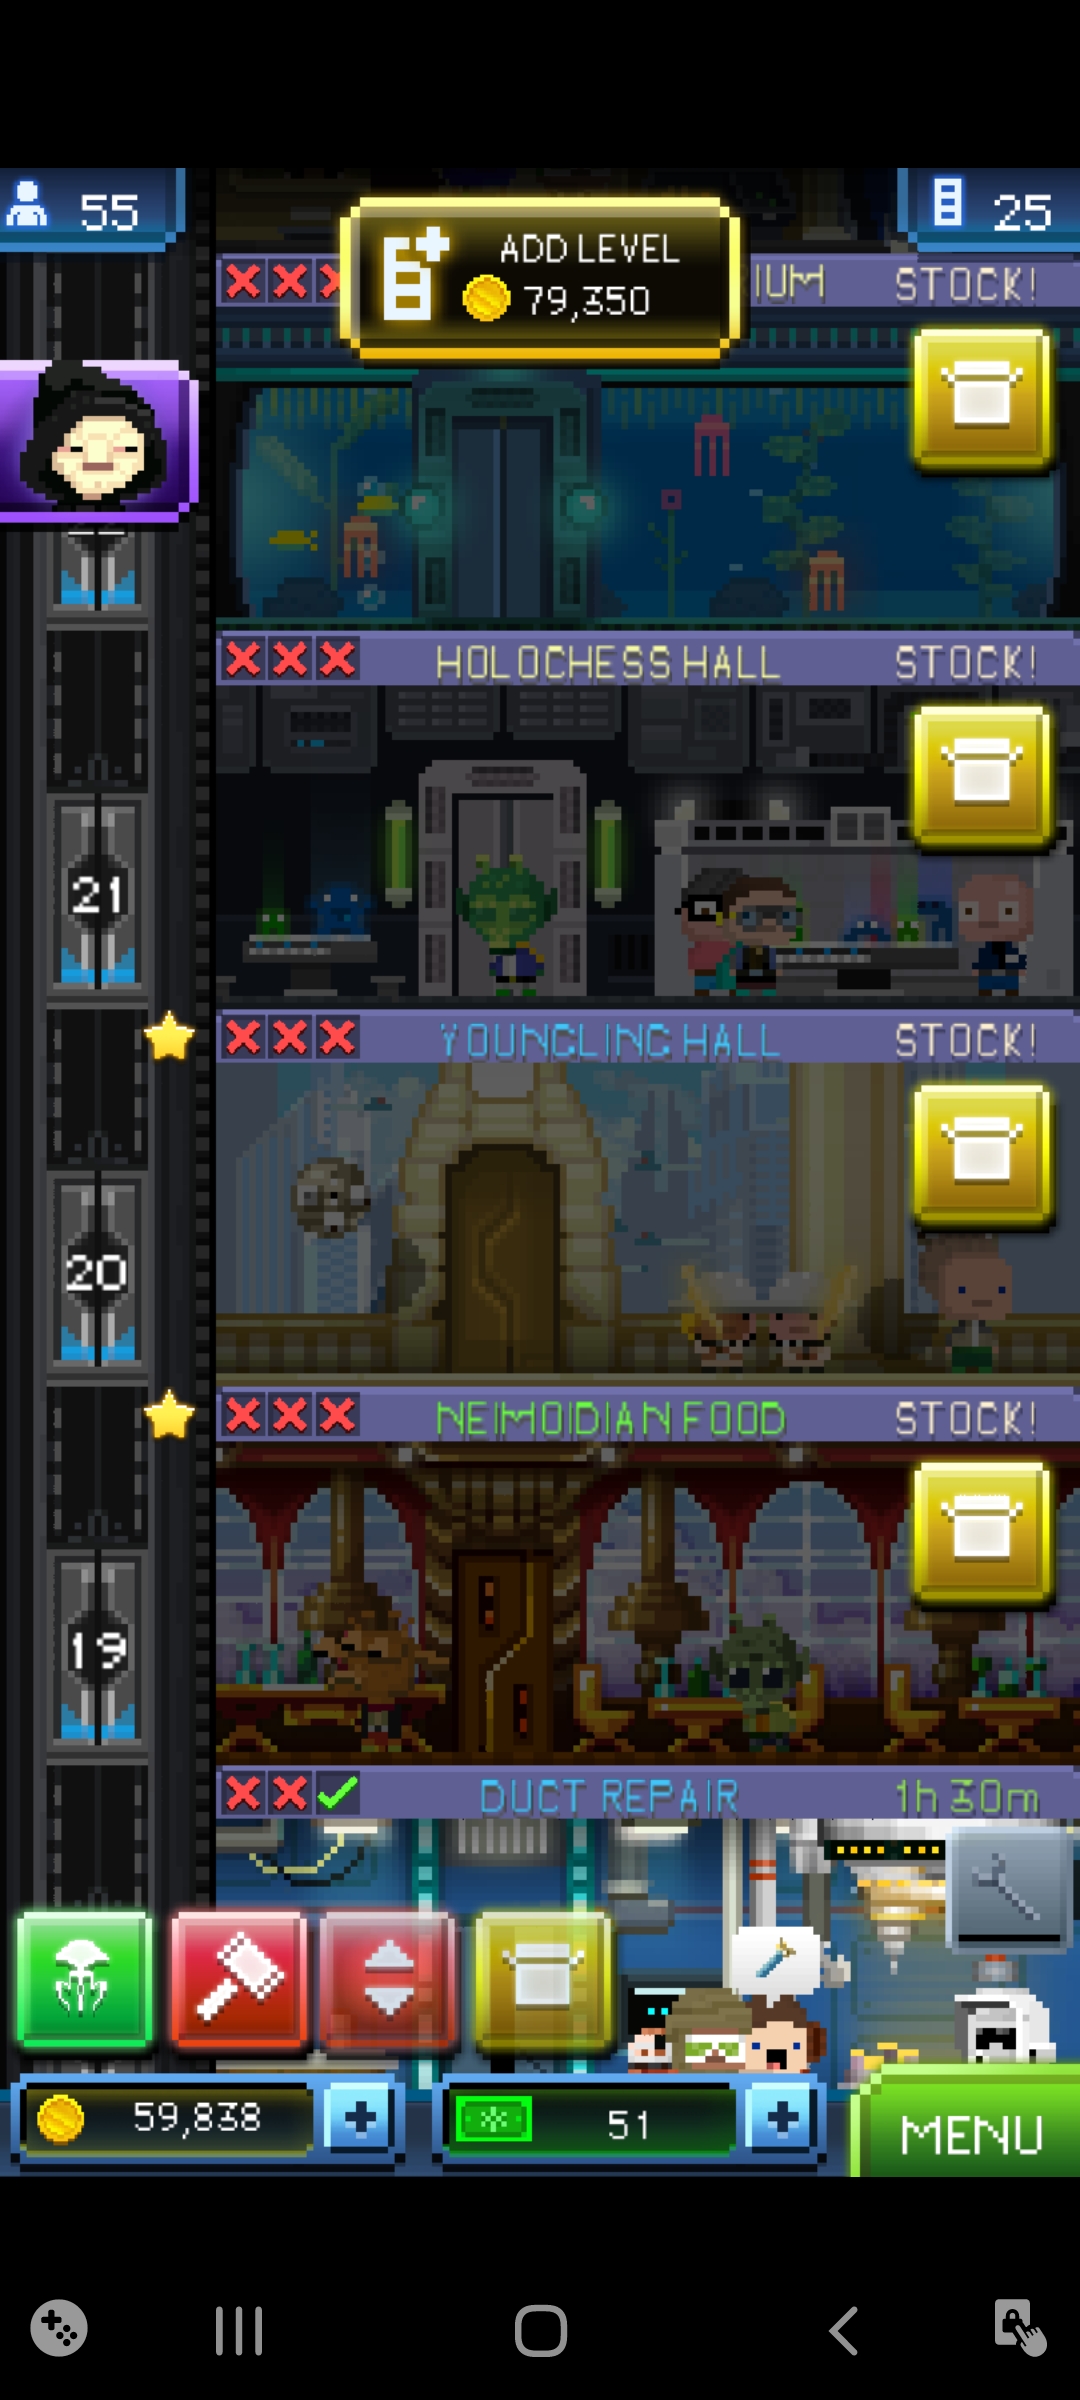 55
ADD LEVEL
79,350
25
IUM
STOCK!
HOLOCHESS HALL
STOCK!
21
YOUNGLING HALL
STOCK!
20
NEIMOIDIAN FOOD
STOCK!
19
DUCT REPAIR
1h 30m
59,838
51
MENU